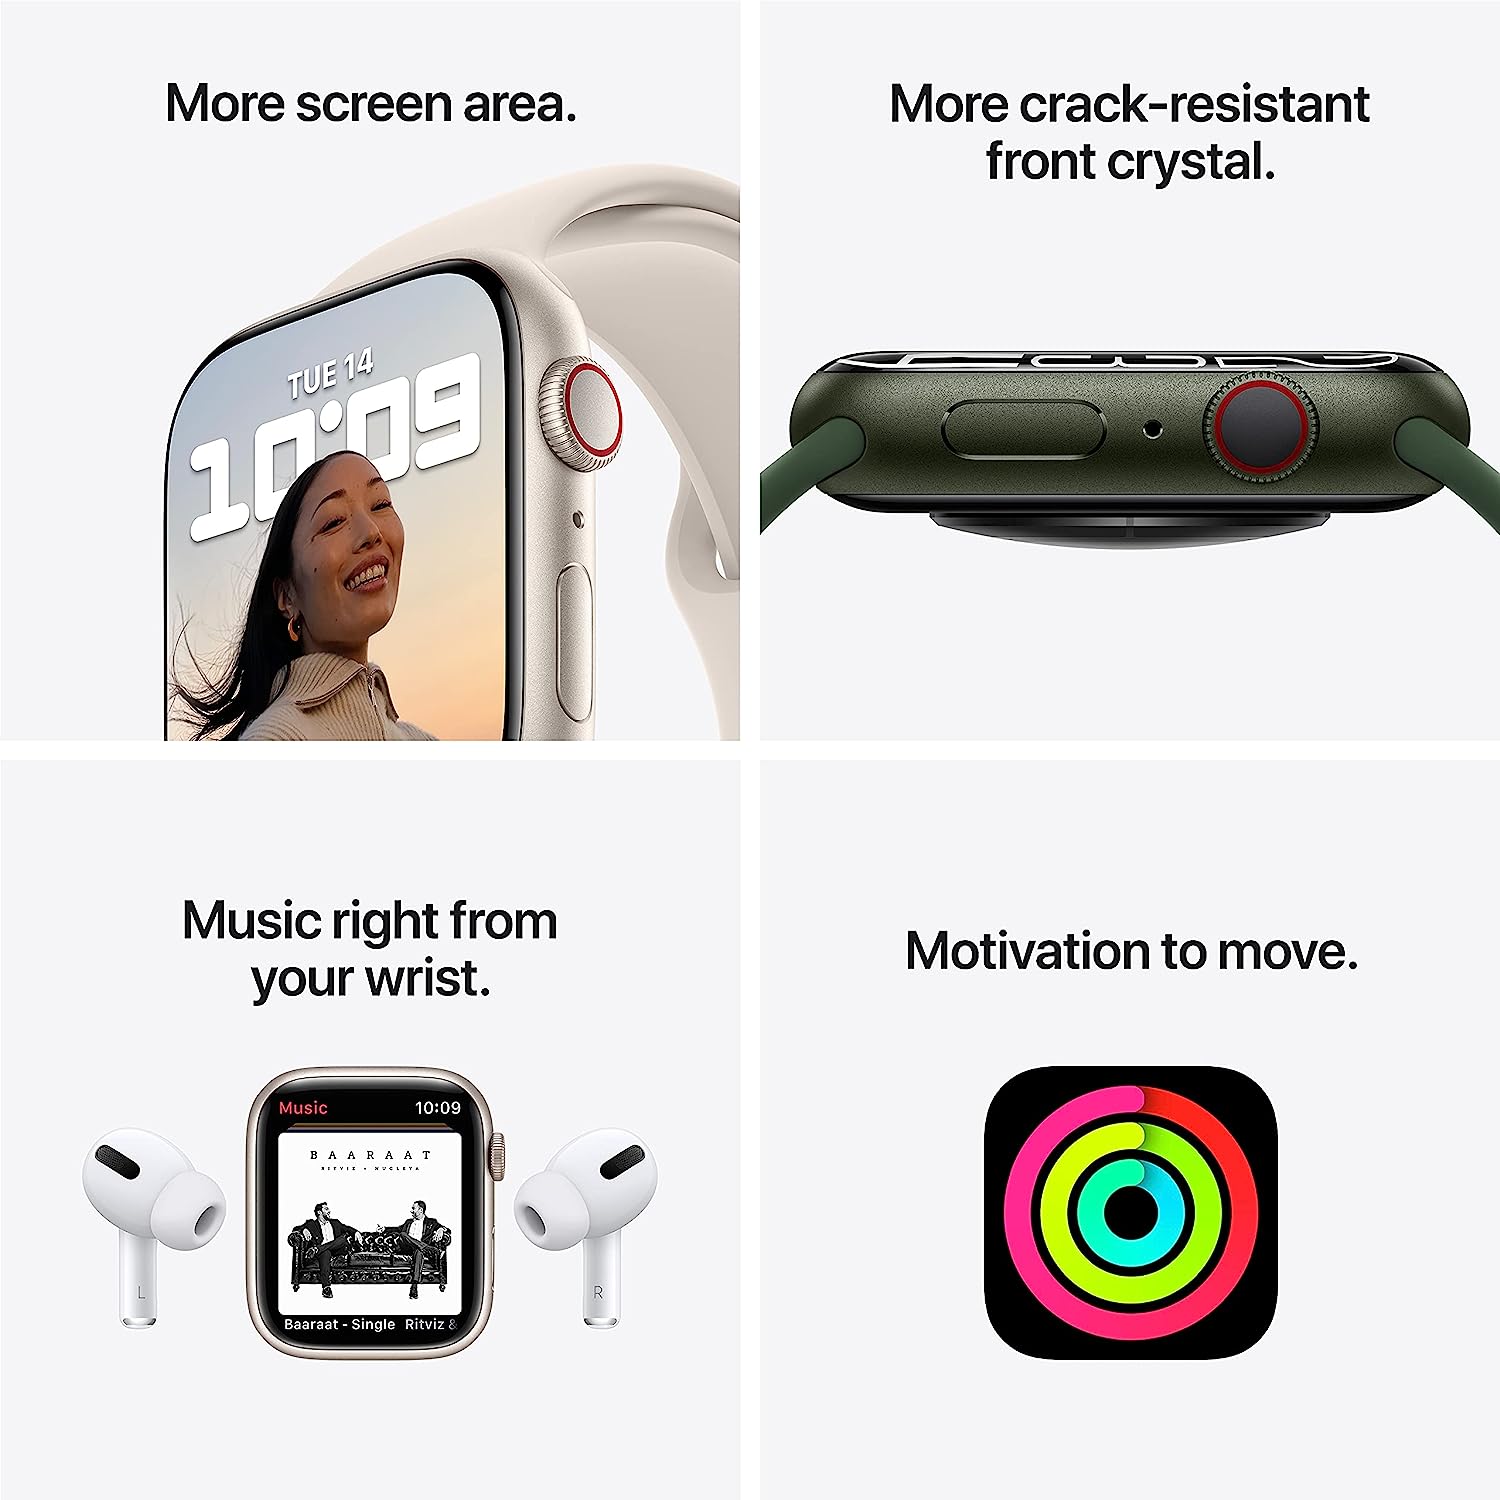 More screen area.
TUE 14
10:09
More crack-resistant
front crystal.
Music right from
your wrist.
Music 10:09
BAARAAT
RITVIZ + NUCLEYA
L
R
Baaraat - Single Ritviz &
Motivation to move.